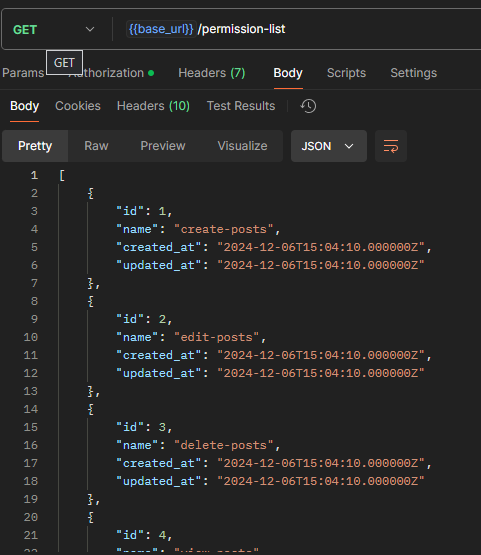 GET {{base_url}} /permission-list
GET
Params Authorization Headers (7) Body Scripts Settings
Body Cookies Headers (10) Test Results
Pretty Raw Preview Visualize JSON
1 [
2 {
3 "id": 1,
4 "name": "create-posts",
5 "created_at": "2024-12-06T15:04:10.000000Z",
6 "updated_at": "2024-12-06T15:04:10.000000Z"
7 },
8 {
9 "id": 2,
10 "name": "edit-posts",
11 "created_at": "2024-12-06T15:04:10.000000Z",
12 "updated_at": "2024-12-06T15:04:10.000000Z"
13 },
14 {
15 "id": 3,
16 "name": "delete-posts",
17 "created_at": "2024-12-06T15:04:10.000000Z",
18 "updated_at": "2024-12-06T15:04:10.000000Z"
19 },
20 {
21 "id": 4,
22 "name": "view-posts"